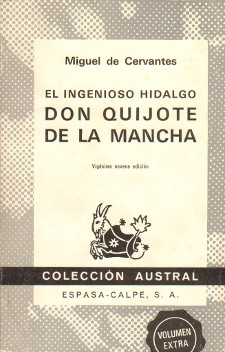 Miguel de Cervantes
EL INGENIOSO HIDALGO
DON QUIJOTE
DE LA MANCHA
Vigésima novena edición
COLECCIÓN AUSTRAL
ESPASA-CALPE, S. A.
VOLUMEN
EXTRA